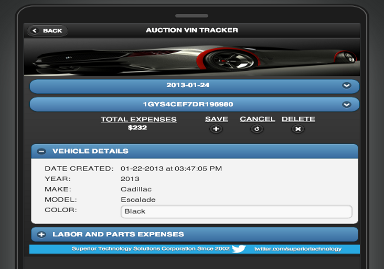 BACK
AUCTION VIN TRACKER
2013-01-24
1GYS4CEF7DR198980
TOTAL EXPENSES SAVE CANCEL DELETE
$232
VEHICLE DETAILS
DATE CREATED: 01-22-2013 at 03:47:05 PM
YEAR: 2013
MAKE: Cadillac
MODEL: Escalade
COLOR: Black
LABOR AND PARTS EXPENSES
Superior Technology Solutions Corporation Since 2002 twitter.com/superiortechnology